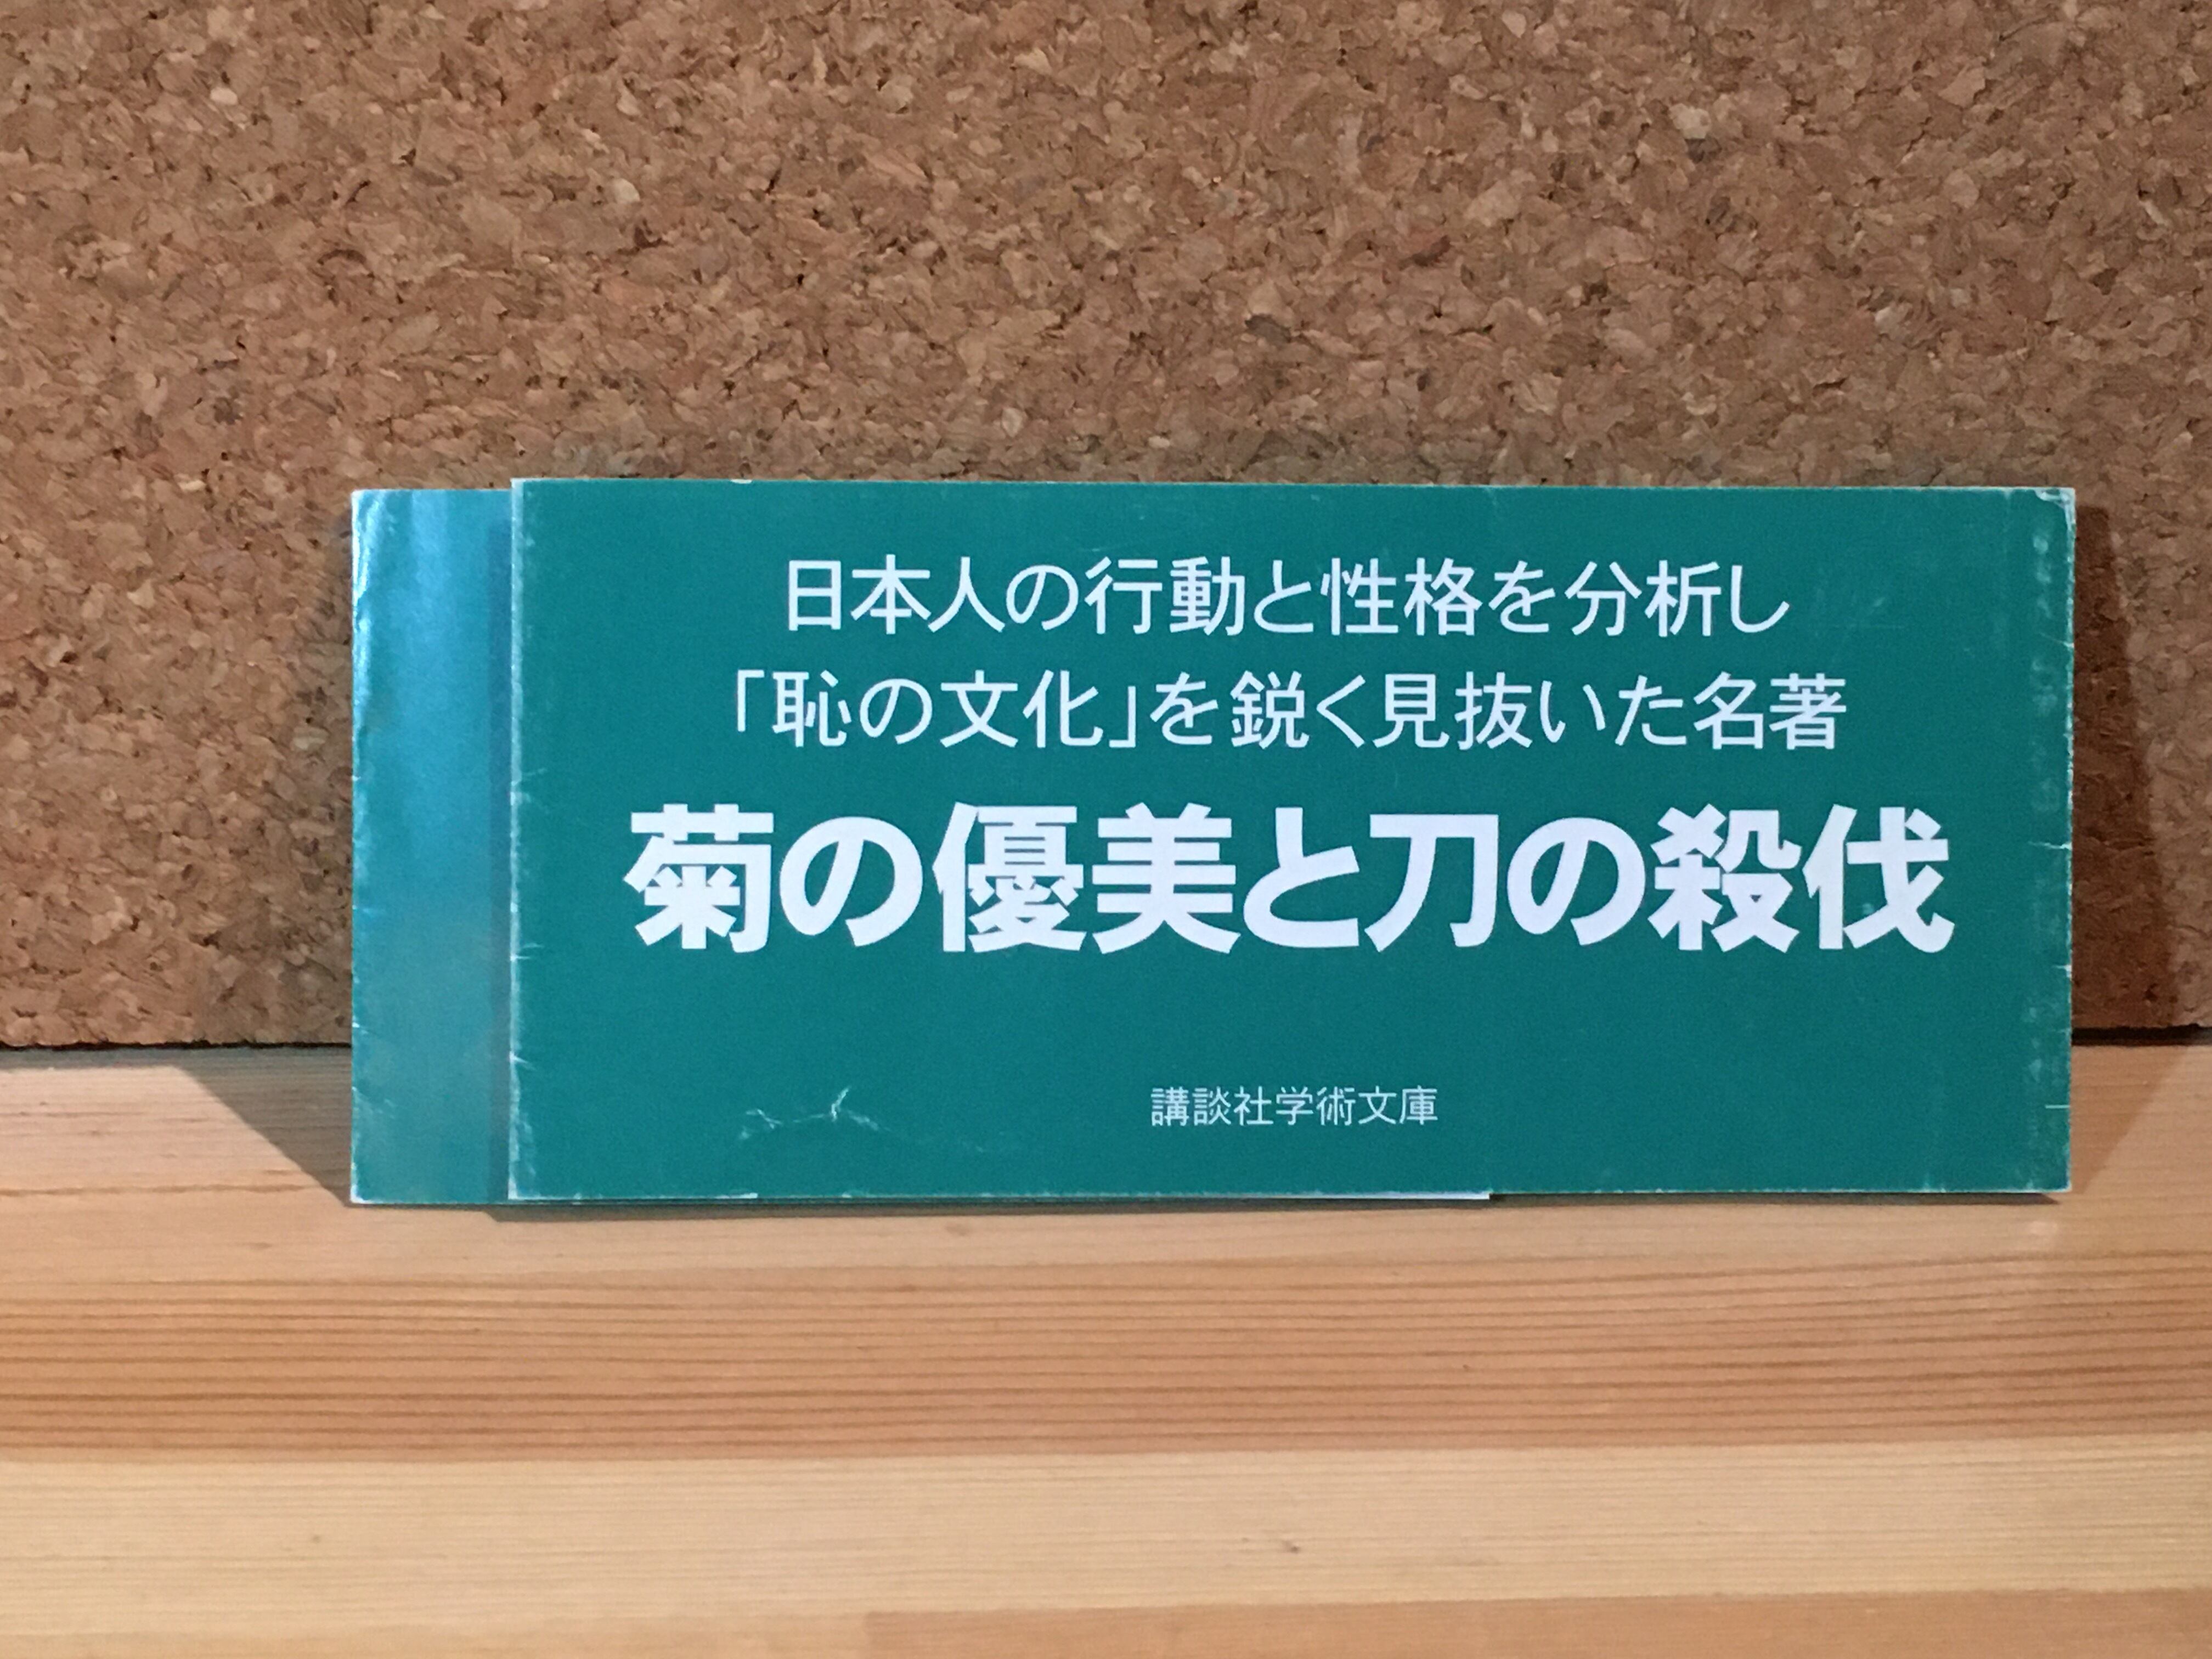 日本人の行動と性格を分析し
「恥の文化」を鋭く見抜いた名著
菊の優美と刀の殺伐
講談社学術文庫